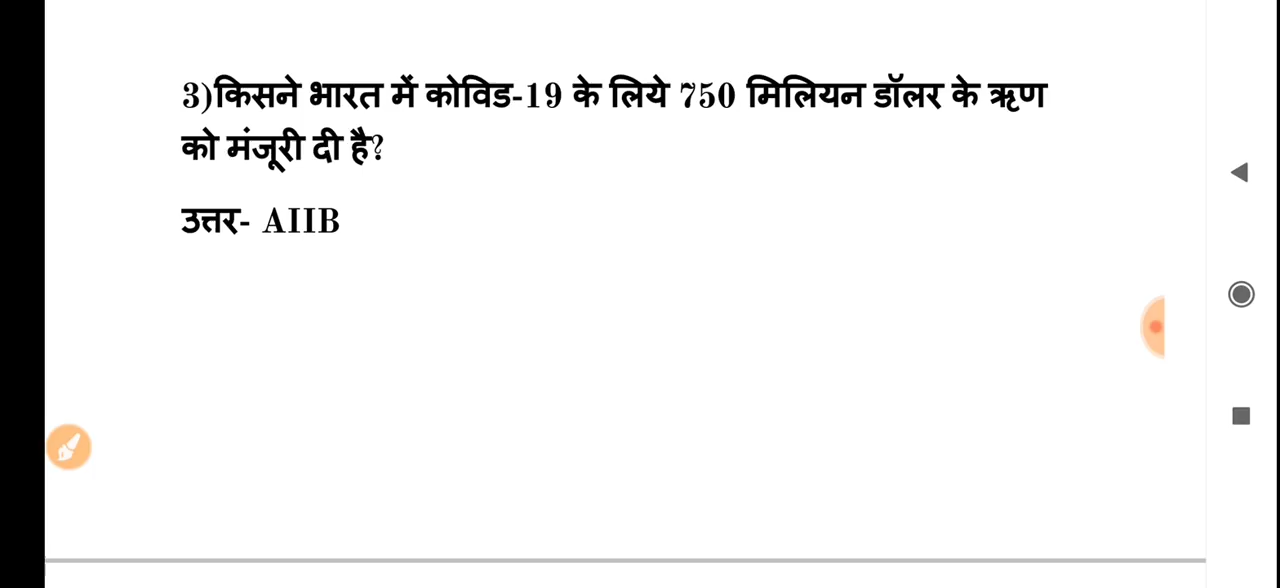 3)किसने भारत में कोविड-19 के लिये 750 मिलियन डॉलर के ऋण
को मंजूरी दी है?
उत्तर- AIIB